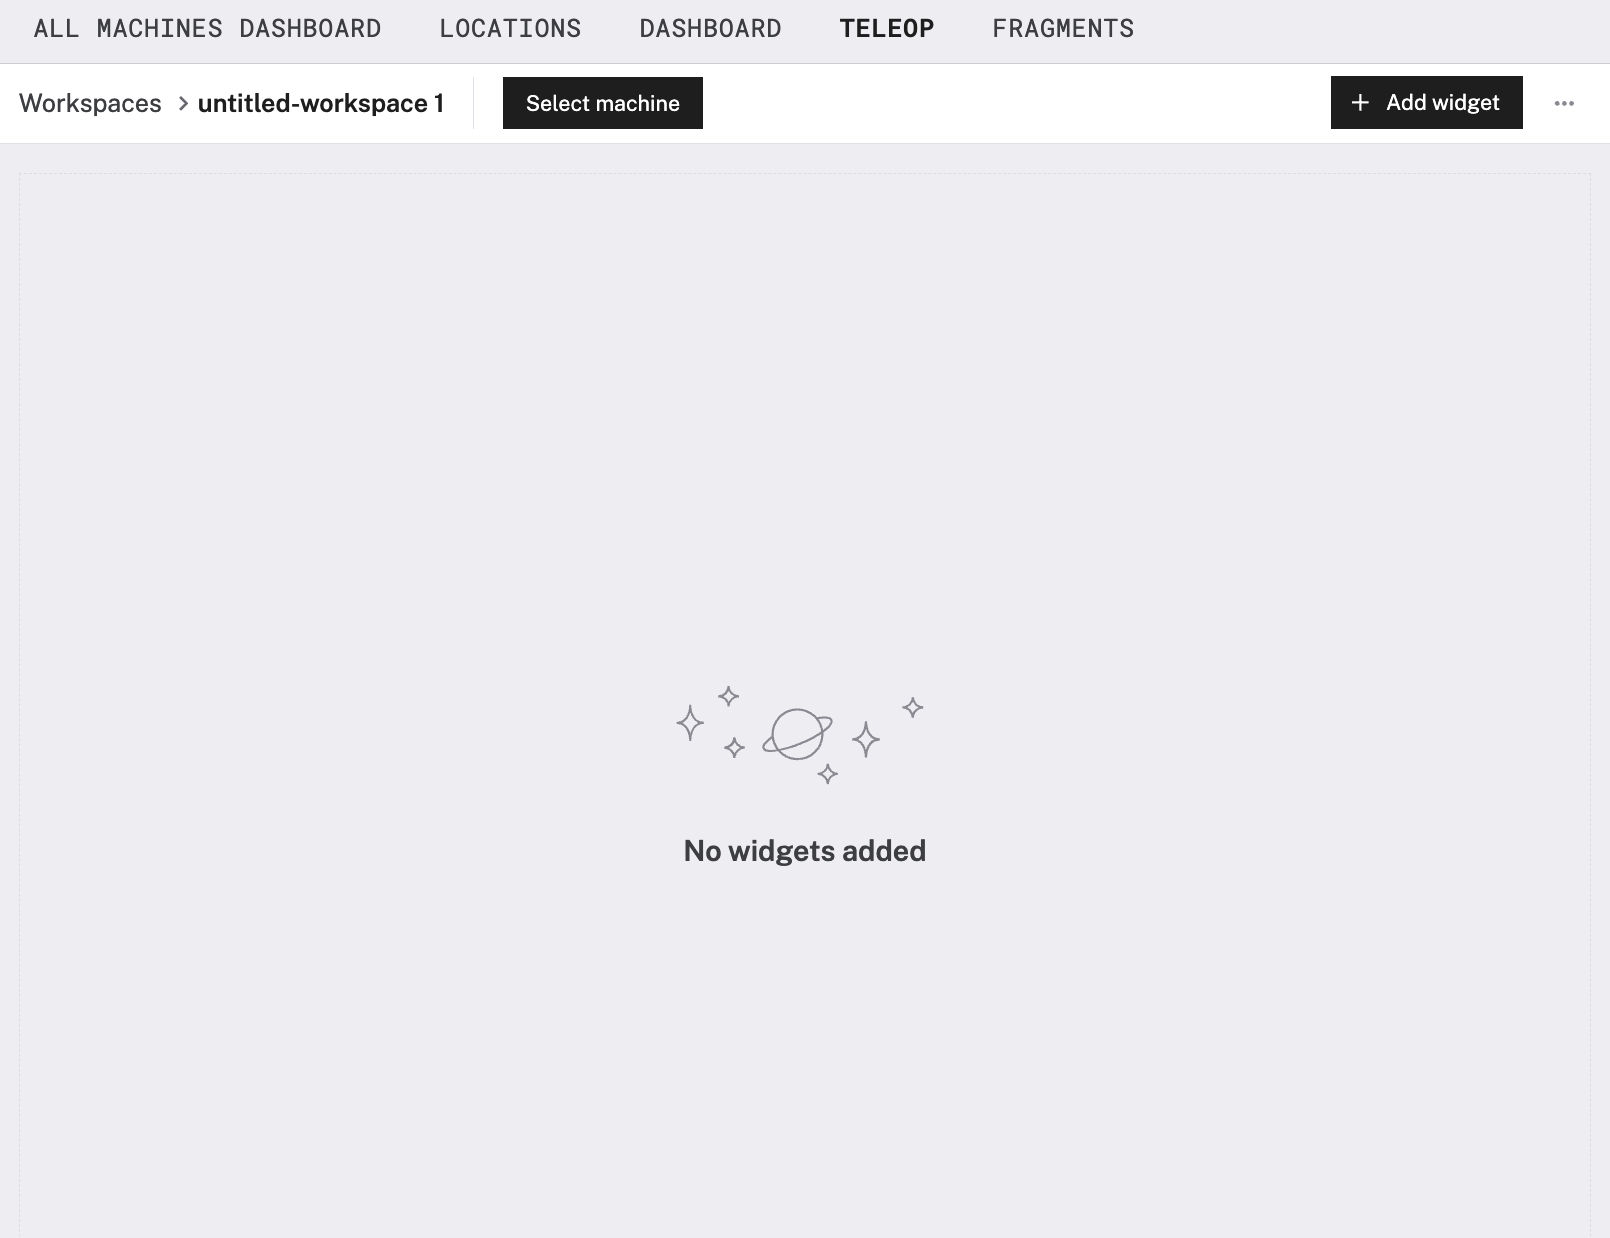 ALL MACHINES DASHBOARD LOCATIONS DASHBOARD TELEOP FRAGMENTS
Workspaces > untitled-workspace 1 Select machine + Add widget ...
No widgets added